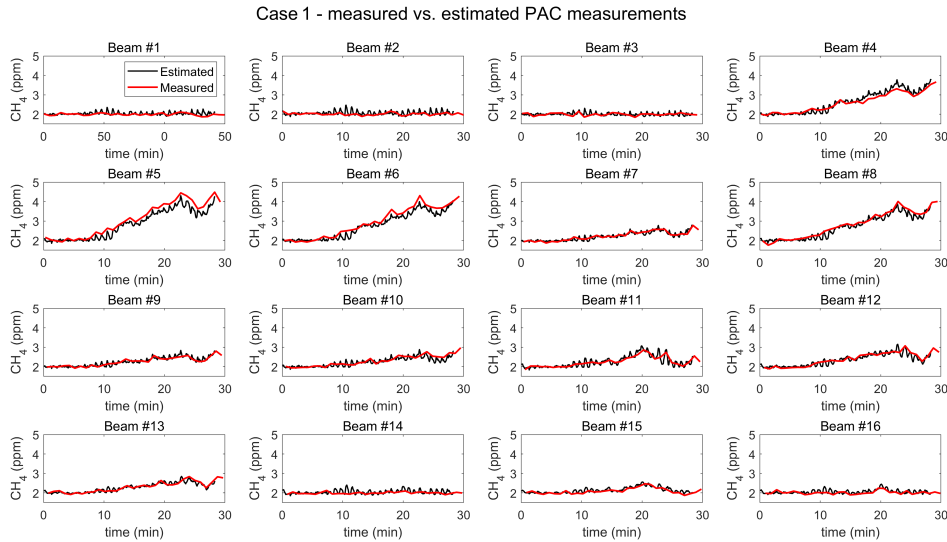 Case 1 - measured vs. estimated PAC measurements
Beam #1
Beam #2
Beam #3
Beam #4
5
4
3
2
CH4 (ppm)
Estimated
Measured
0
50
0
50
time (min)
5
4
3
2
CH4 (ppm)
0
10
20
30
time (min)
5
4
3
2
CH4 (ppm)
0
10
20
30
time (min)
5
4
3
2
CH4 (ppm)
0
10
20
30
time (min)
Beam #5
Beam #6
Beam #7
Beam #8
5
4
3
2
CH4 (ppm)
0
10
20
30
time (min)
5
4
3
2
CH4 (ppm)
0
10
20
30
time (min)
5
4
3
2
CH4 (ppm)
0
10
20
30
time (min)
5
4
3
2
CH4 (ppm)
0
10
20
30
time (min)
Beam #9
Beam #10
Beam #11
Beam #12
5
4
3
2
CH4 (ppm)
0
10
20
30
time (min)
5
4
3
2
CH4 (ppm)
0
10
20
30
time (min)
5
4
3
2
CH4 (ppm)
0
10
20
30
time (min)
5
4
3
2
CH4 (ppm)
0
10
20
30
time (min)
Beam #13
Beam #14
Beam #15
Beam #16
5
4
3
2
CH4 (ppm)
0
10
20
30
time (min)
5
4
3
2
CH4 (ppm)
0
10
20
30
time (min)
5
4
3
2
CH4 (ppm)
0
10
20
30
time (min)
5
4
3
2
CH4 (ppm)
0
10
20
30
time (min)